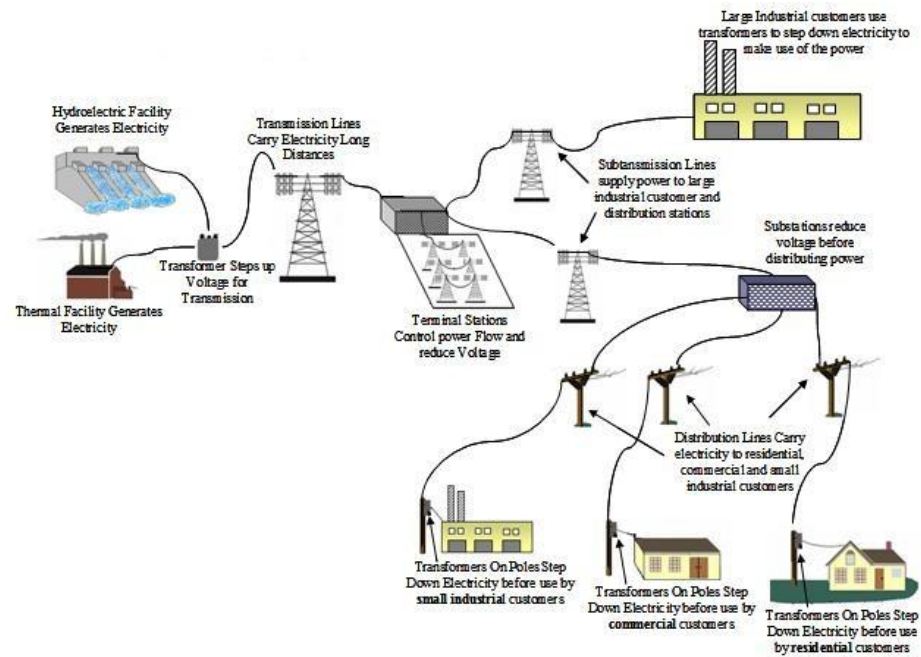 Large Industrial customers use
transformers to step down electricity to
make use of the power
Hydroelectric Facility
Generates Electricity
Transmission Lines
Carry Electricity Long
Distances
Subtansmission Lines
supply power to large
industrial customer and
distribution stations
Substations reduce
voltage before
distributing power
Transformer Steps up
Voltage for
Transmission
Thermal Facility Generates
Electricity
Terminal Stations
Control power Flow and
reduce Voltage
Distribution Lines Carry
electricity to residential,
commercial and small
industrial customers
Transformers On Poles Step
Down Electricity before use by
small industrial customers
Transformers On Poles Step
Down Electricity before use by
commercial customers
Transformers On Poles Step
Down Electricity before use
by residential customers